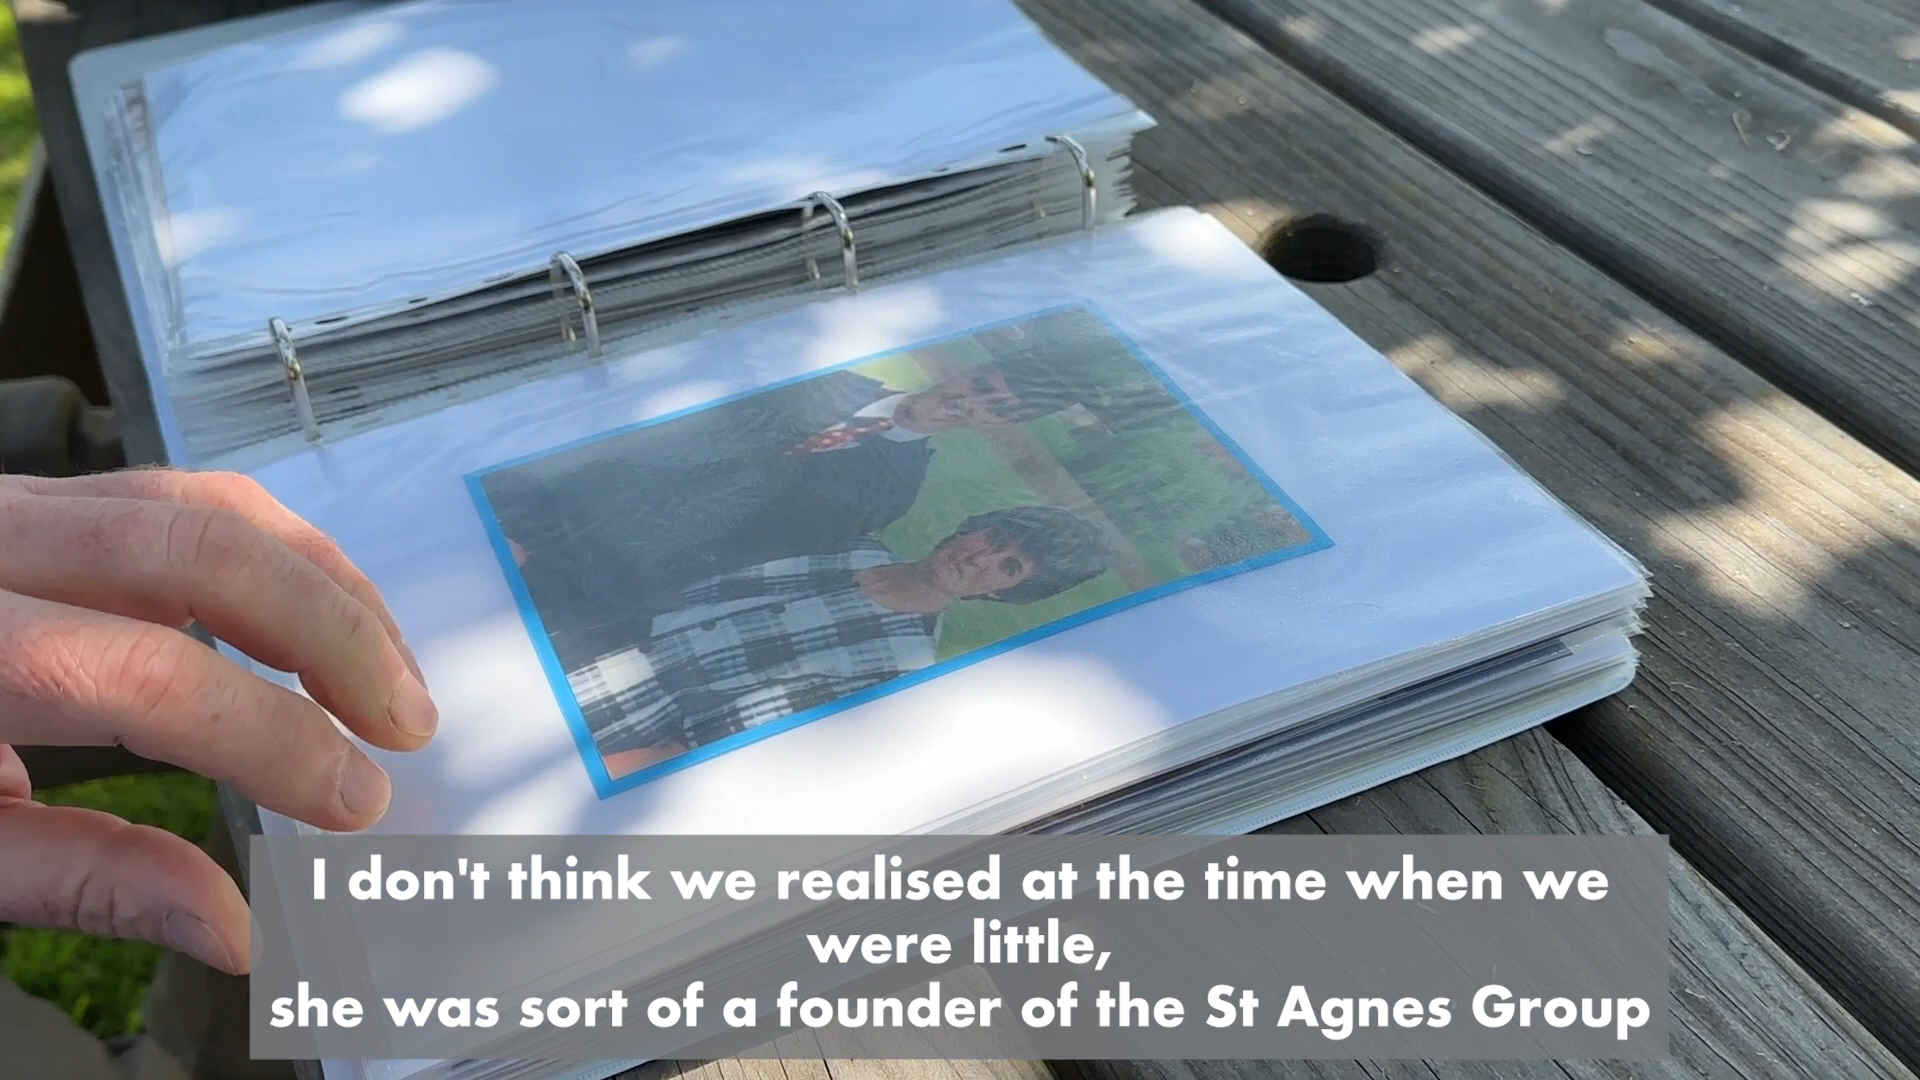 I don't think we realised at the time when we
were little,
she was sort of a founder of the St Agnes Group